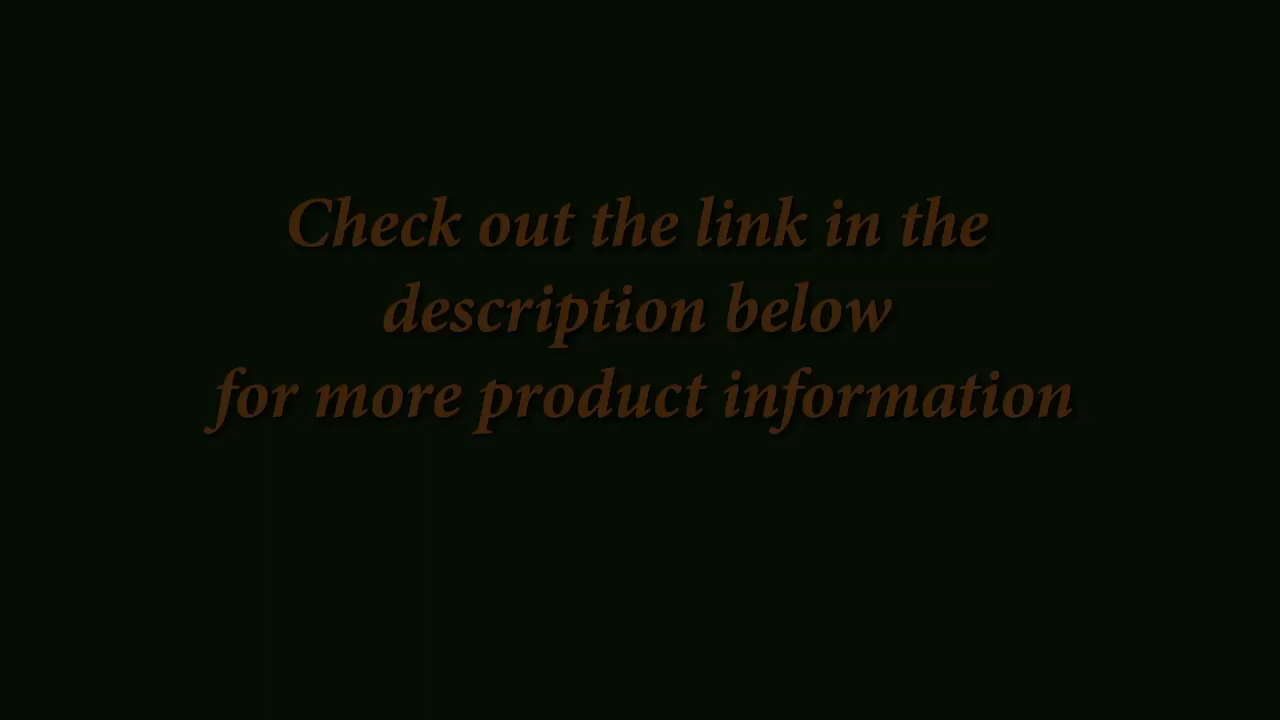 Check out the link in the
description below
for more product information